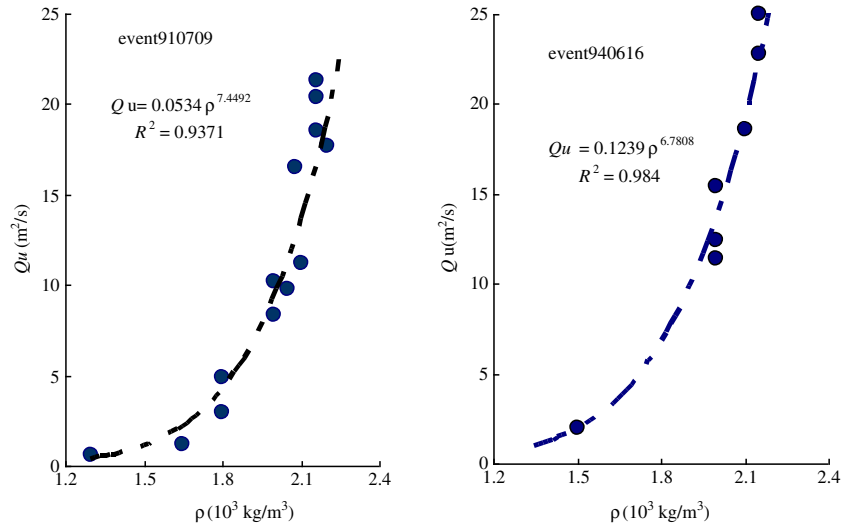 25
20
15
10
5
0
1.2
1.5
1.8
2.1
2.4
Qu (m²/s)
event910709
Q u= 0.0534 ρ^7.4492
R² = 0.9371
ρ (10³ kg/m³)
25
20
15
10
5
0
1.2
1.5
1.8
2.1
2.4
Q u(m²/s)
event940616
Qu = 0.1239 ρ^6.7808
R² = 0.984
ρ (10³ kg/m³)